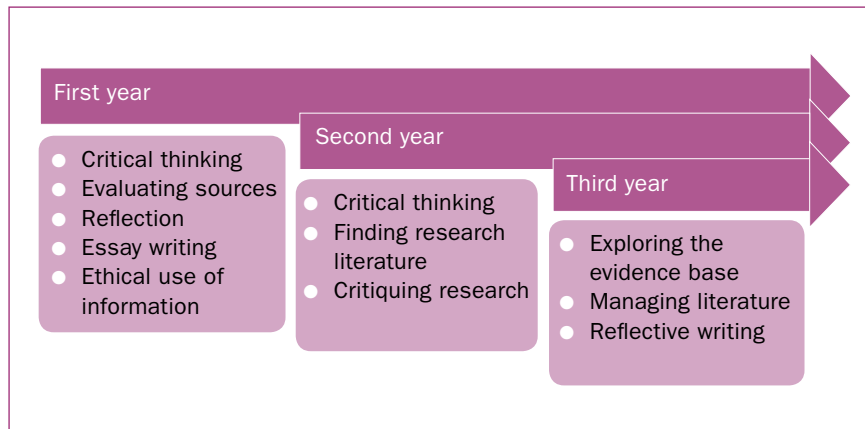 First year
Critical thinking
Evaluating sources
Reflection
Essay writing
Ethical use of
information
Second year
Critical thinking
Finding research
literature
Critiquing research
Third year
Exploring the
evidence base
Managing literature
Reflective writing